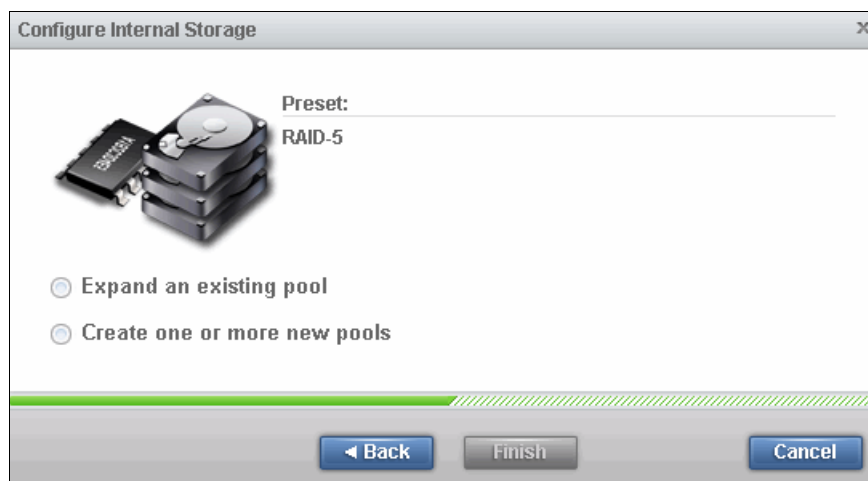 Configure Internal Storage
x
Preset:
RAID-5
Expand an existing pool
Create one or more new pools
Back
Finish
Cancel